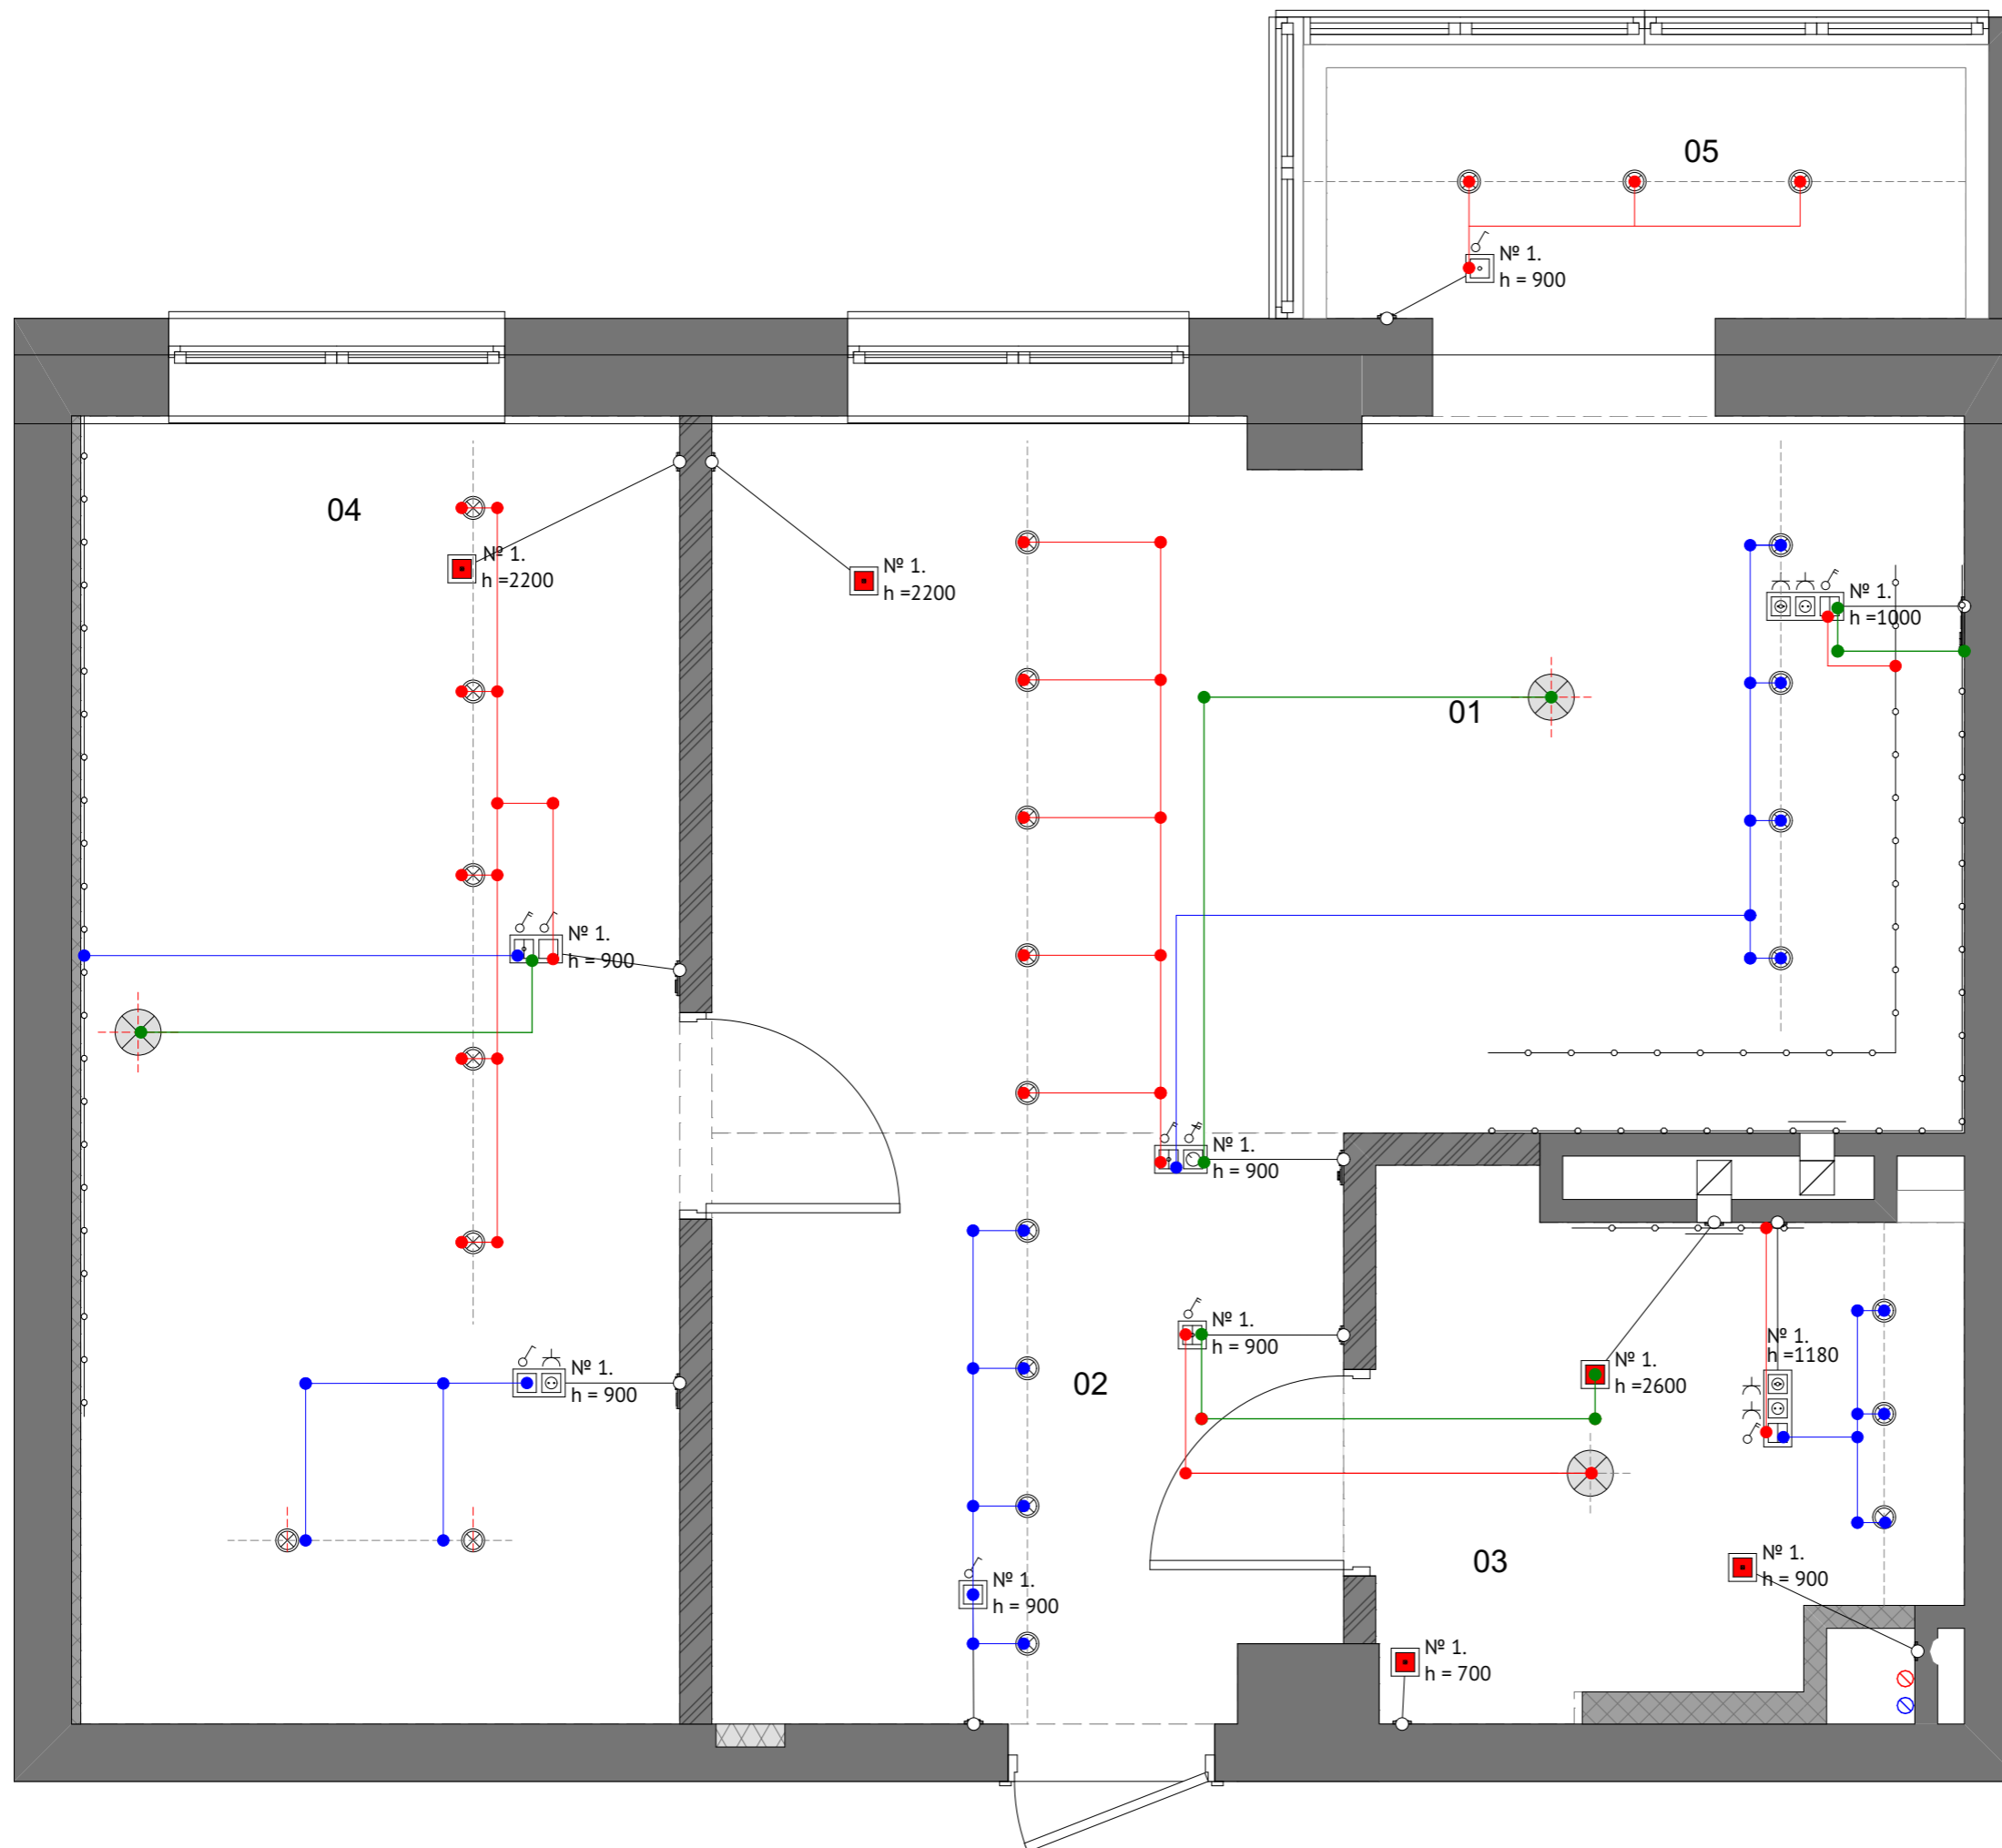 05
№ 1.
h = 900
04
№ 1.
h =2200
№ 1.
h =2200
№ 1.
h =1000
01
№ 1.
h = 900
№ 1.
h = 900
№ 1.
h = 900
№ 1.
h =1180
№ 1.
h =2600
№ 1.
h = 900
02
03
№ 1.
h = 900
№ 1.
h = 900
№ 1.
h = 700